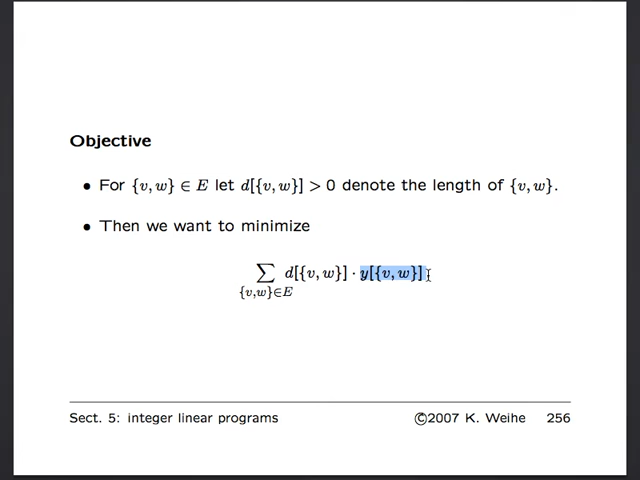 Objective
• For {v, w} ∈ E let d[{v, w}] > 0 denote the length of {v, w}.
• Then we want to minimize
∑ d[{v, w}] · y[{v, w}]
{v,w}∈E
Sect. 5: integer linear programs ©2007 K. Weihe 256